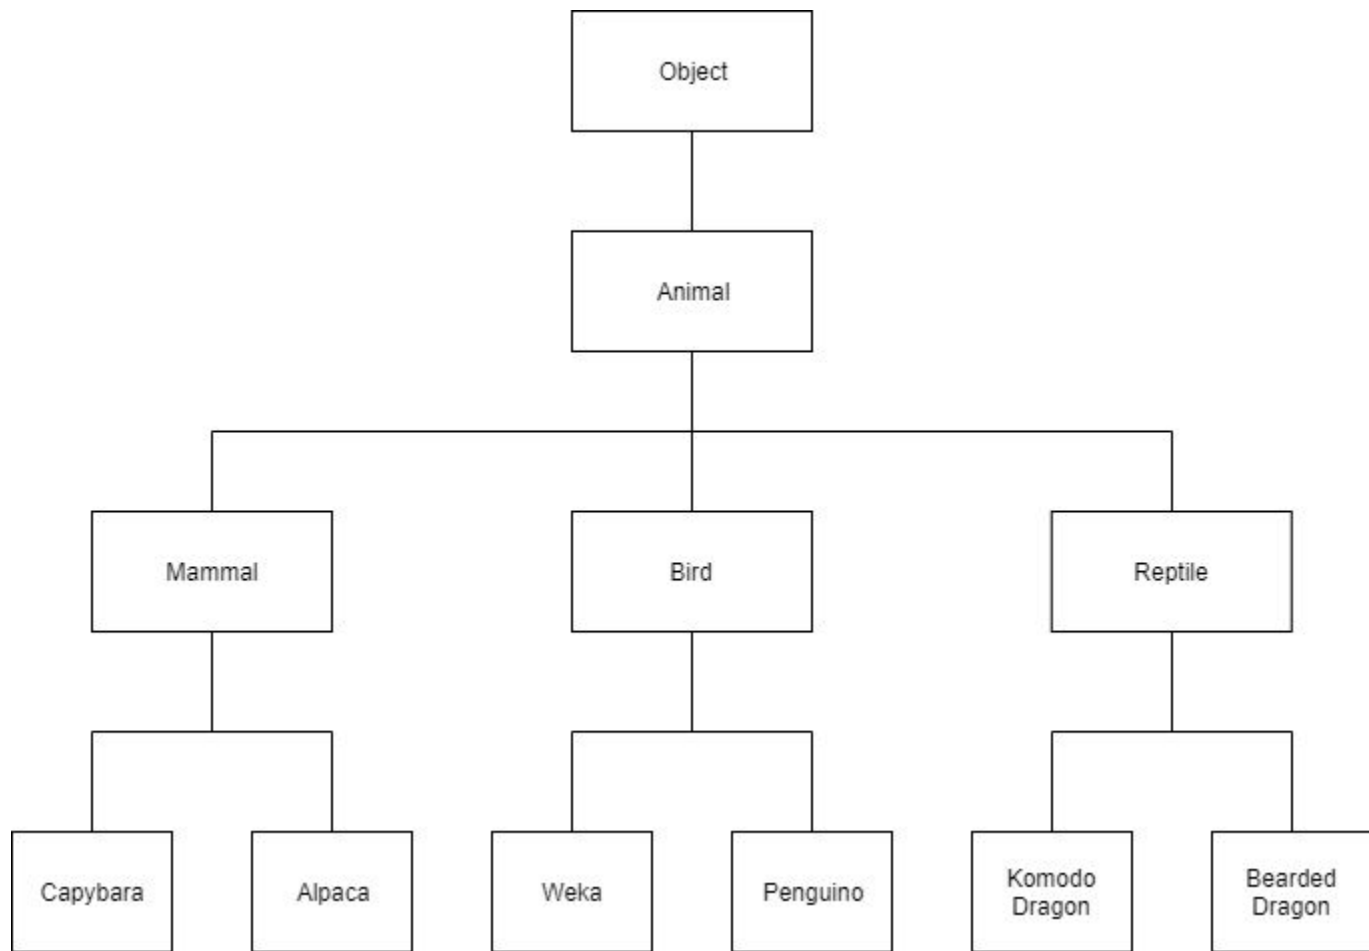 Object
Animal
Mammal
Bird
Reptile
Capybara
Alpaca
Weka
Penguino
Komodo
Dragon
Bearded
Dragon